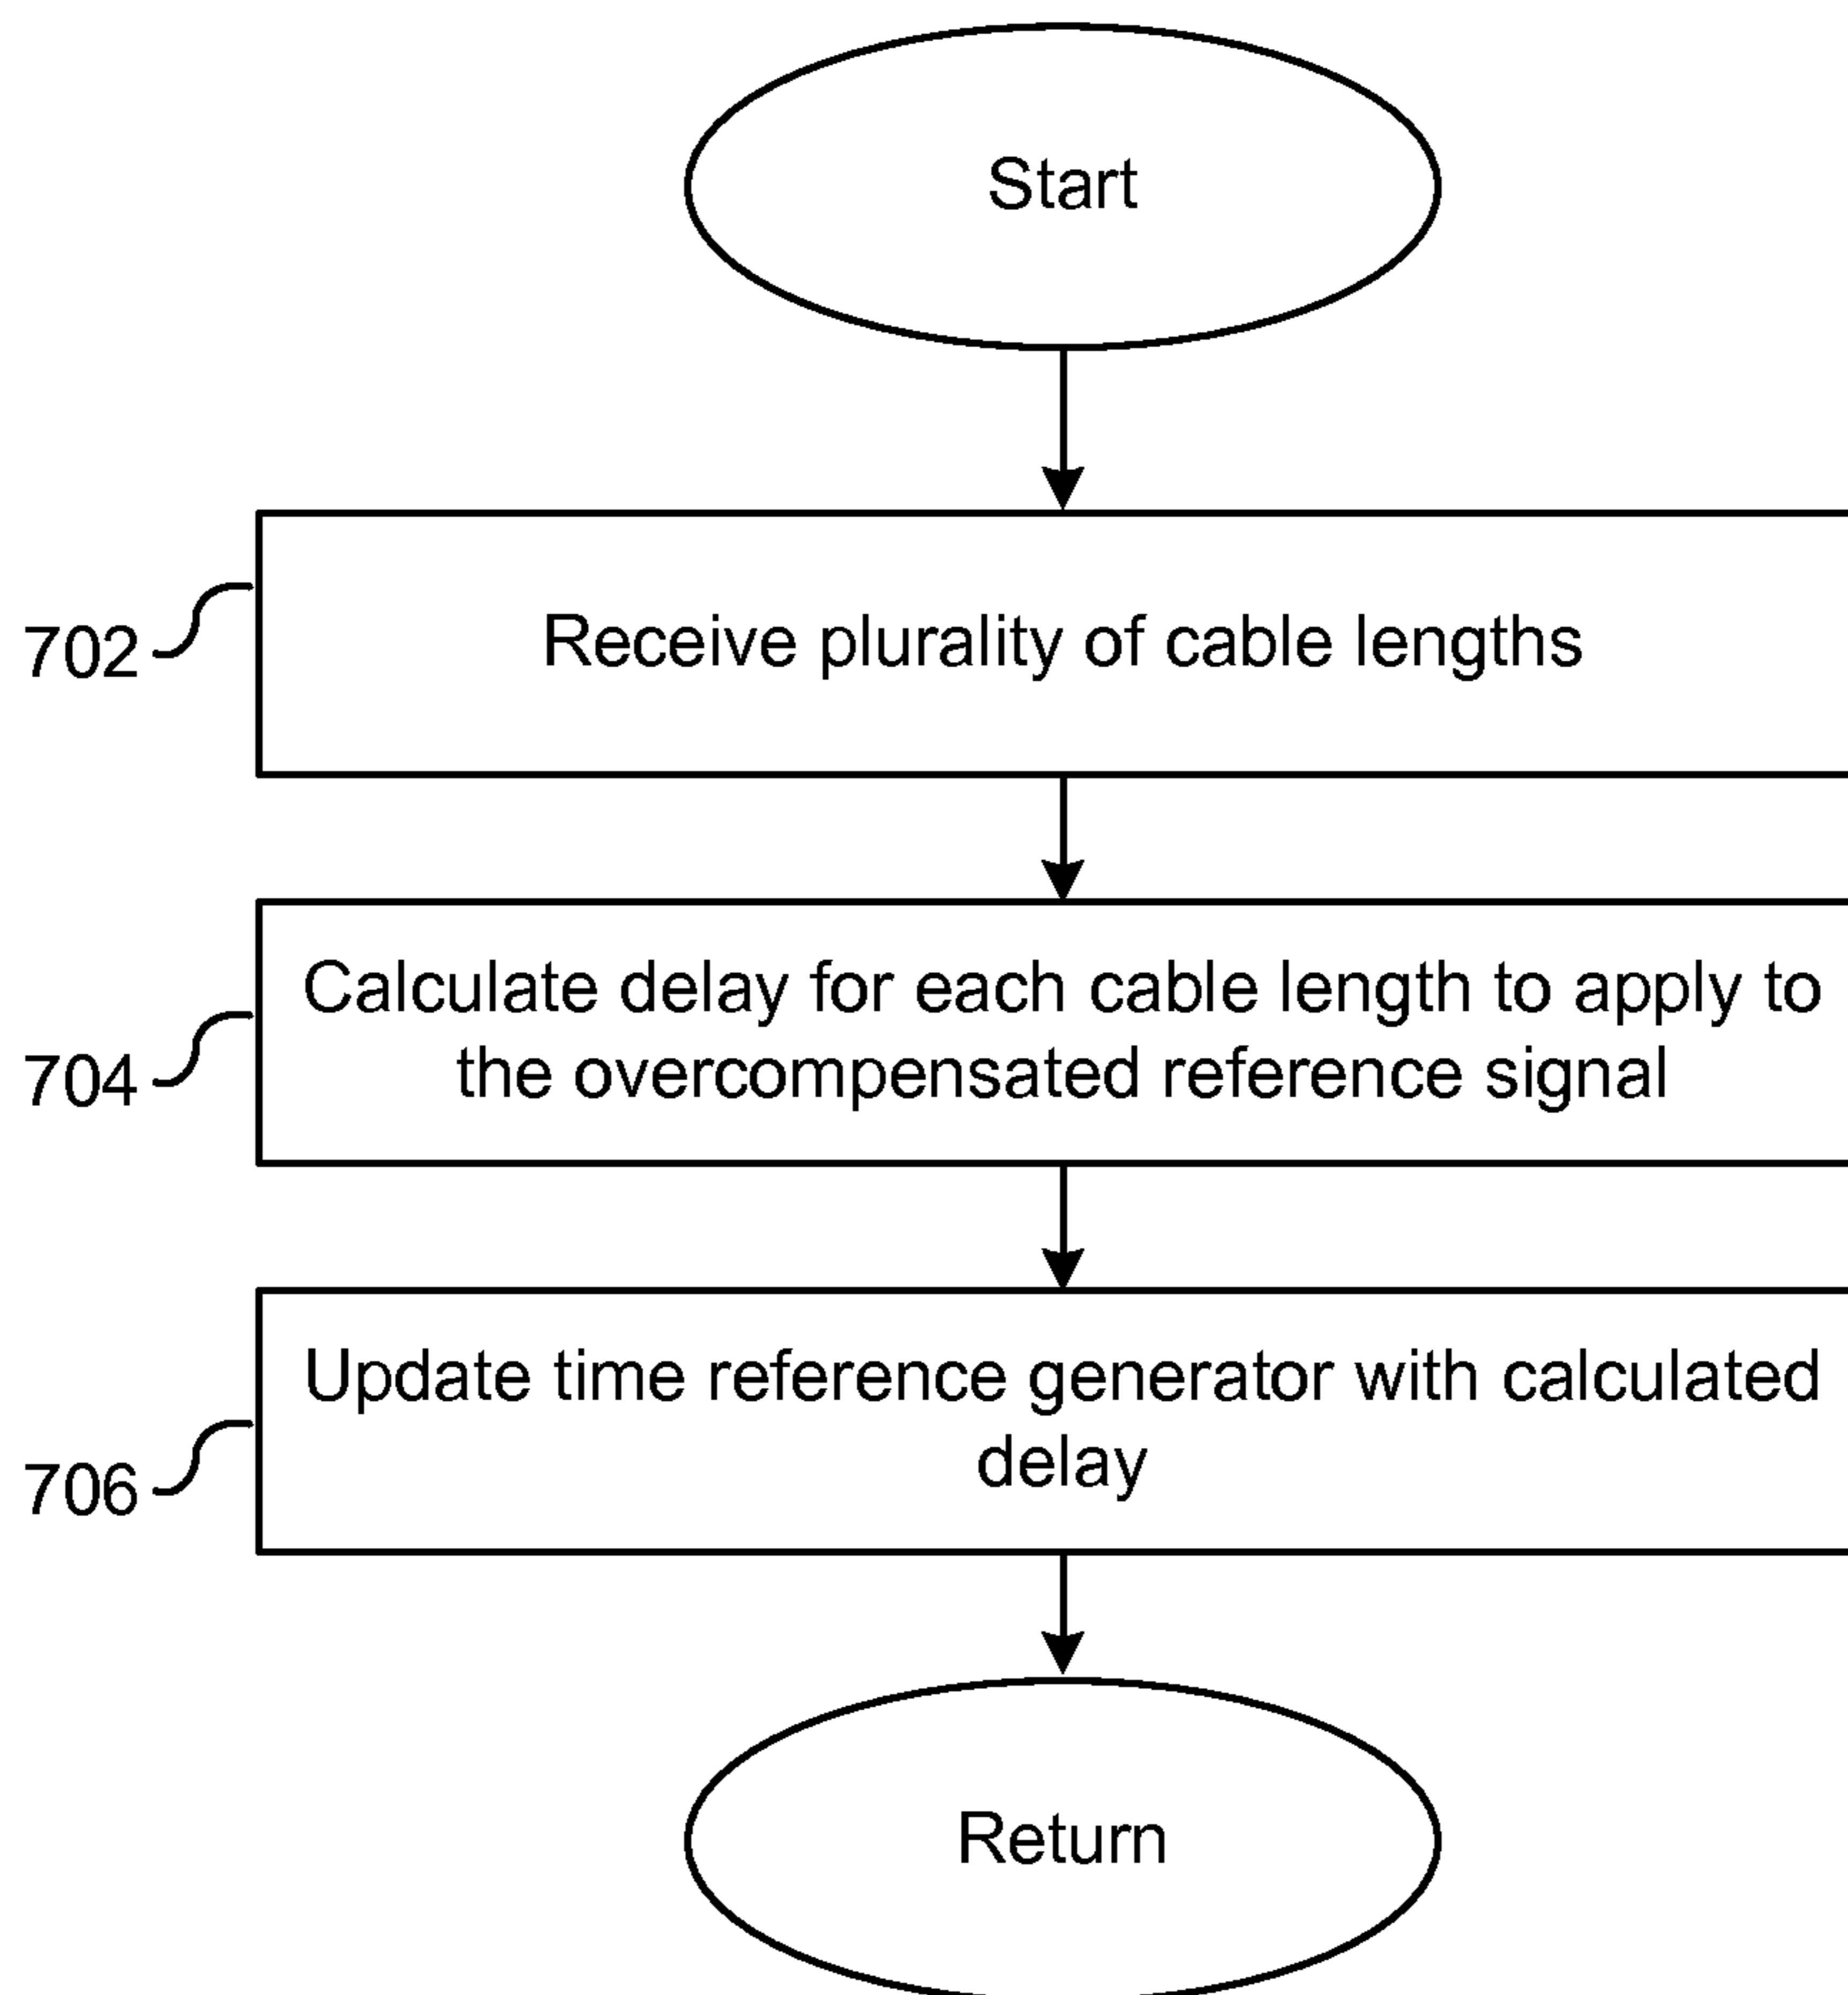 Start
702
Receive plurality of cable lengths
704
Calculate delay for each cable length to apply to
the overcompensated reference signal
706
Update time reference generator with calculated
delay
Return